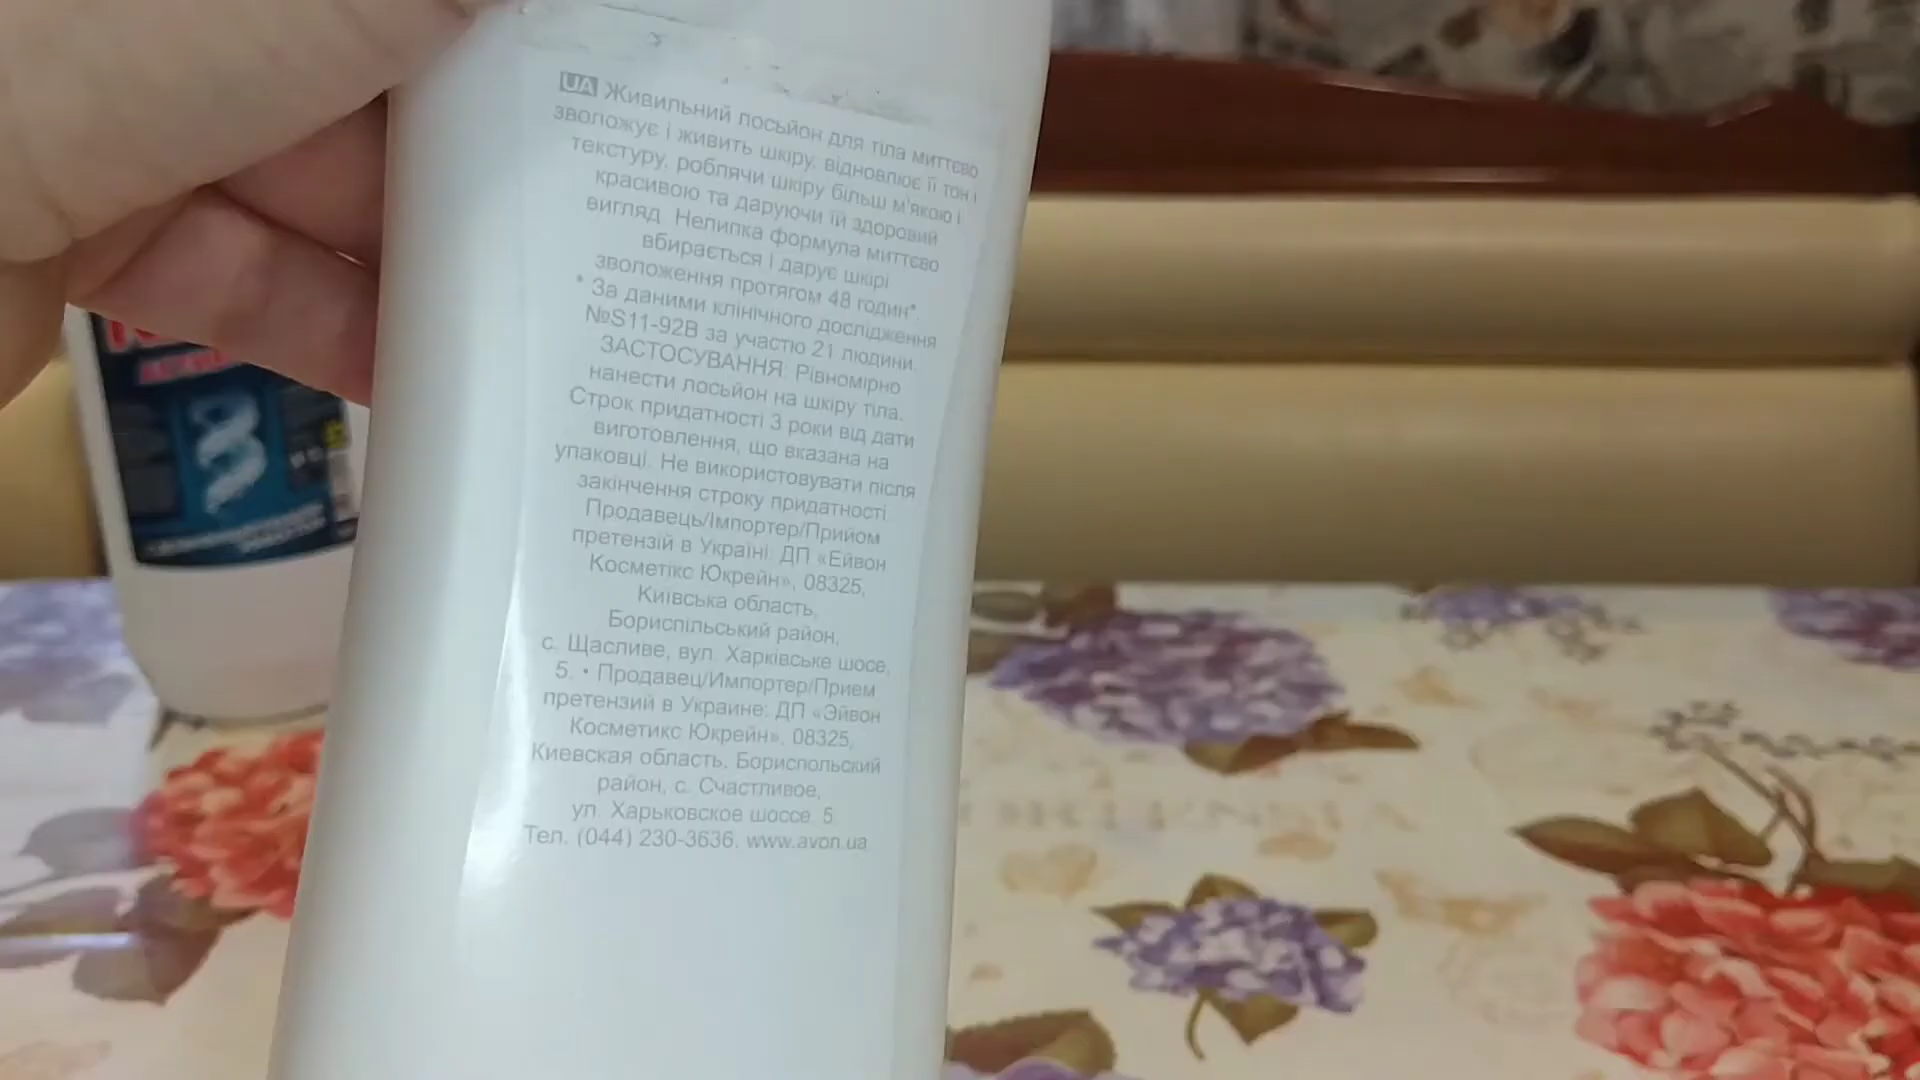 UA Живильний лосьйон для тіла миттєво
зволожує і живить шкіру, відновлює її тон і
текстуру, роблячи шкіру більш м'якою і
красивою та даруючи їй здоровий
вигляд. Нелипка формула миттєво
вбирається і дарує шкірі
зволоження протягом 48 годин*.
* За даними клінічного дослідження
№S11-92B за участю 21 людини.
ЗАСТОСУВАННЯ: Рівномірно
нанести лосьйон на шкіру тіла.
Строк придатності 3 роки від дати
виготовлення, що вказана на
упаковці. Не використовувати після
закінчення строку придатності.
Продавець/Імпортер/Прийом
претензій в Україні: ДП «Ейвон
Косметікс Юкрейн», 08325,
Київська область,
Бориспільський район,
с. Щасливе, вул. Харківське шосе,
5. • Продавец/Импортер/Прием
претензий в Украине: ДП «Эйвон
Косметикс Юкрейн», 08325,
Киевская область, Бориспольский
район, с. Счастливое,
ул. Харьковское шоссе, 5.
Тел. (044) 230-3636. www.avon.ua